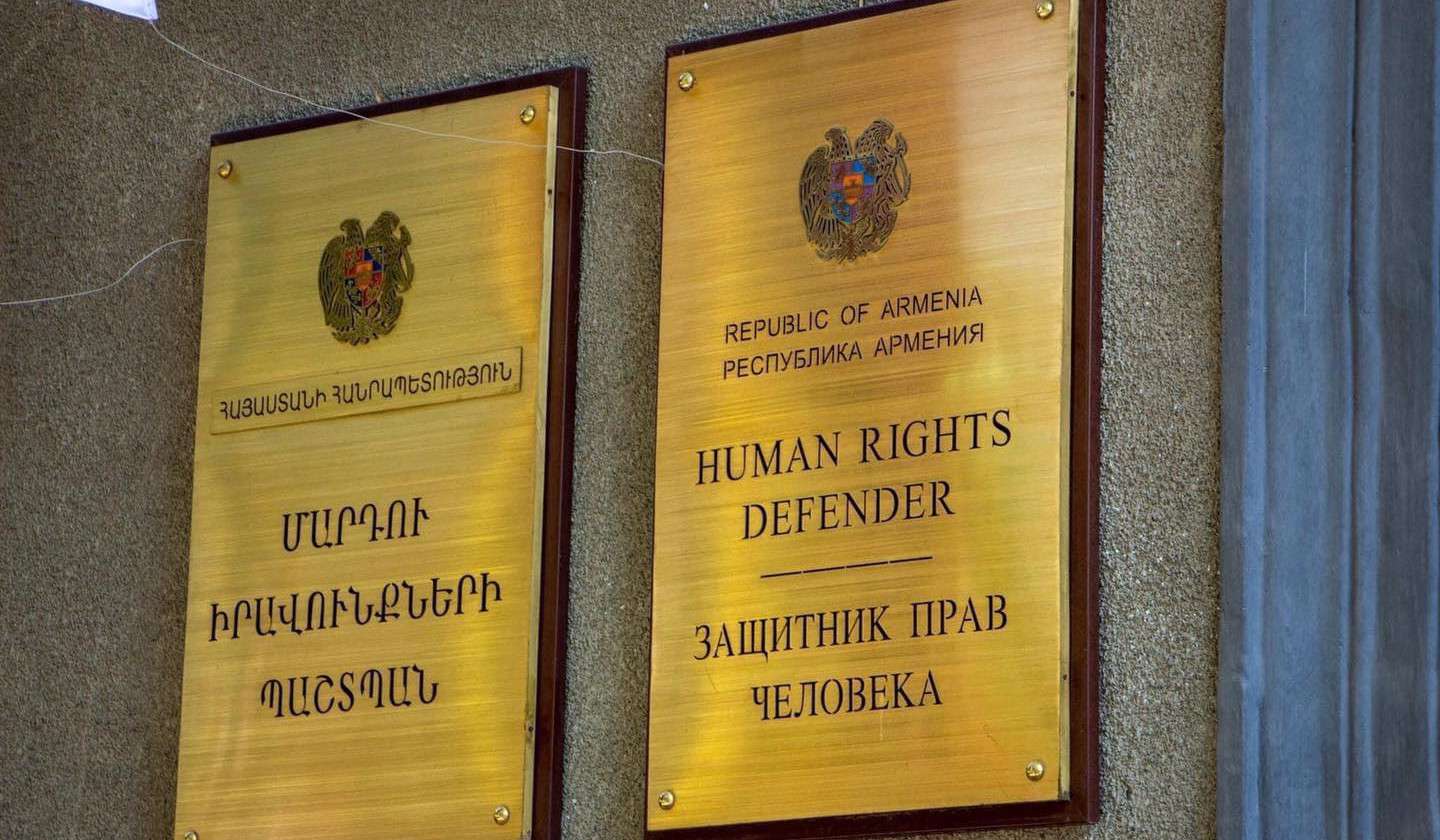 ՀԱՅԱՍՏԱՆԻ ՀԱՆՐԱՊԵՏՈՒԹՅՈՒՆ
ՄԱՐԴՈՒ
ԻՐԱՎՈՒՆՔՆԵՐԻ
ՊԱՇՏՊԱՆ
REPUBLIC OF ARMENIA
РЕСПУБЛИКА АРМЕНИЯ
HUMAN RIGHTS
DEFENDER
ЗАЩИТНИК ПРАВ
ЧЕЛОВЕКА